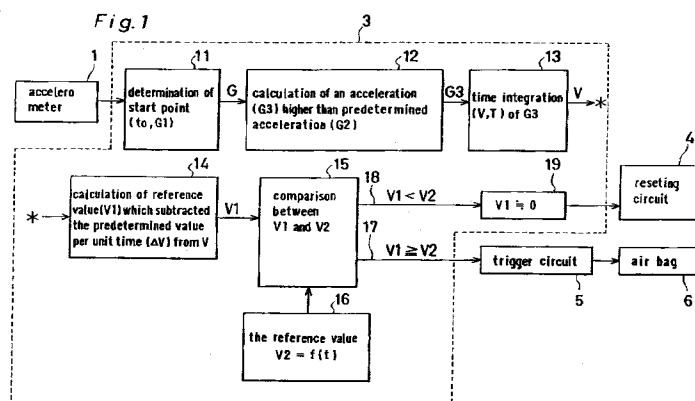 Fig.1
3
1
accelero
meter
11
determination of
start point
(to,G1)
G
12
calculation of an acceleration
(G3) higher than predetermined
acceleration (G2)
G3
13
time integration
(V,T) of G3
V
*
*
14
calculation of reference
value(V1) which subtracted
the predetermined value
per unit time (ΔV) from V
V1
15
comparison
between
V1 and V2
18
V1 < V2
19
V1 ≒ 0
4
reseting
circuit
17
V1 ≧ V2
trigger circuit
5
air bag
6
16
the reference value
V2 = f(t)